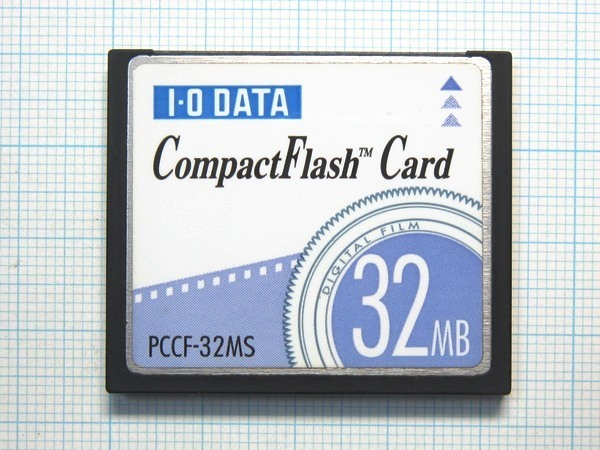 I·O DATA
CompactFlash™ Card
DIGITAL FILM
32MB
PCCF-32MS